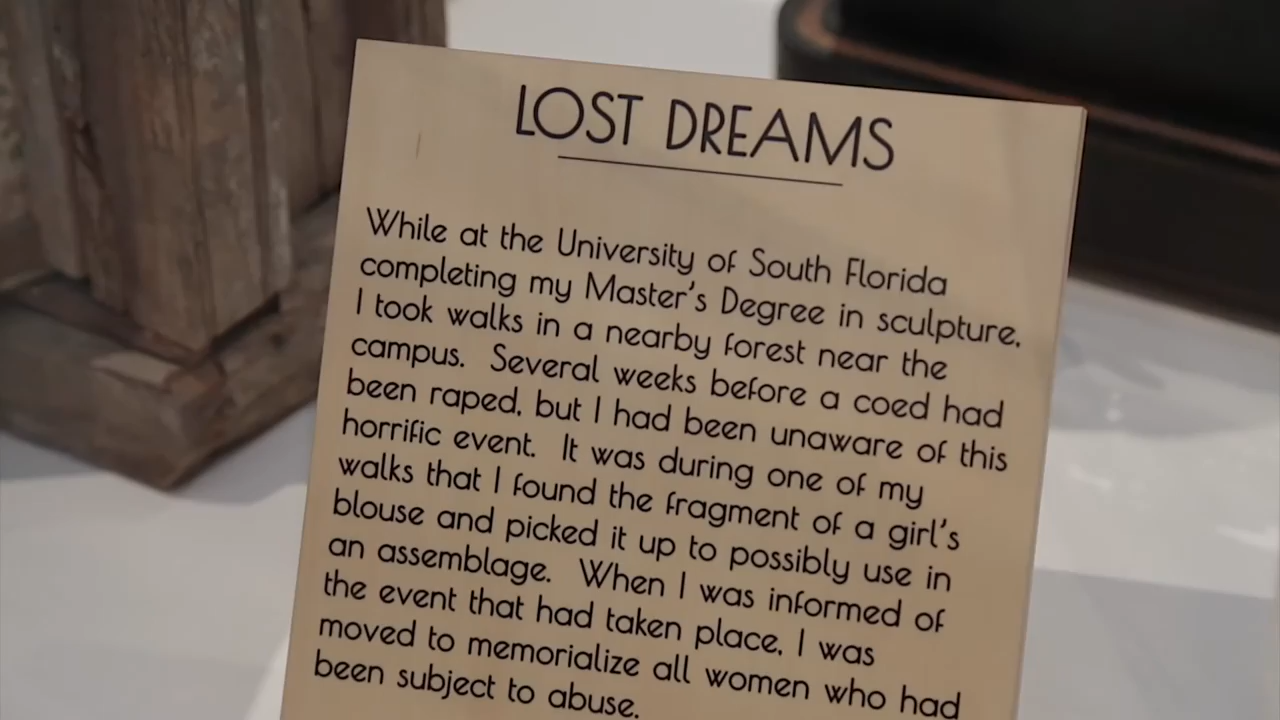 LOST DREAMS
While at the University of South Florida
completing my Master's Degree in sculpture,
I took walks in a nearby forest near the
campus. Several weeks before a coed had
been raped, but I had been unaware of this
horrific event. It was during one of my
walks that I found the fragment of a girl's
blouse and picked it up to possibly use in
an assemblage. When I was informed of
the event that had taken place, I was
moved to memorialize all women who had
been subject to abuse.